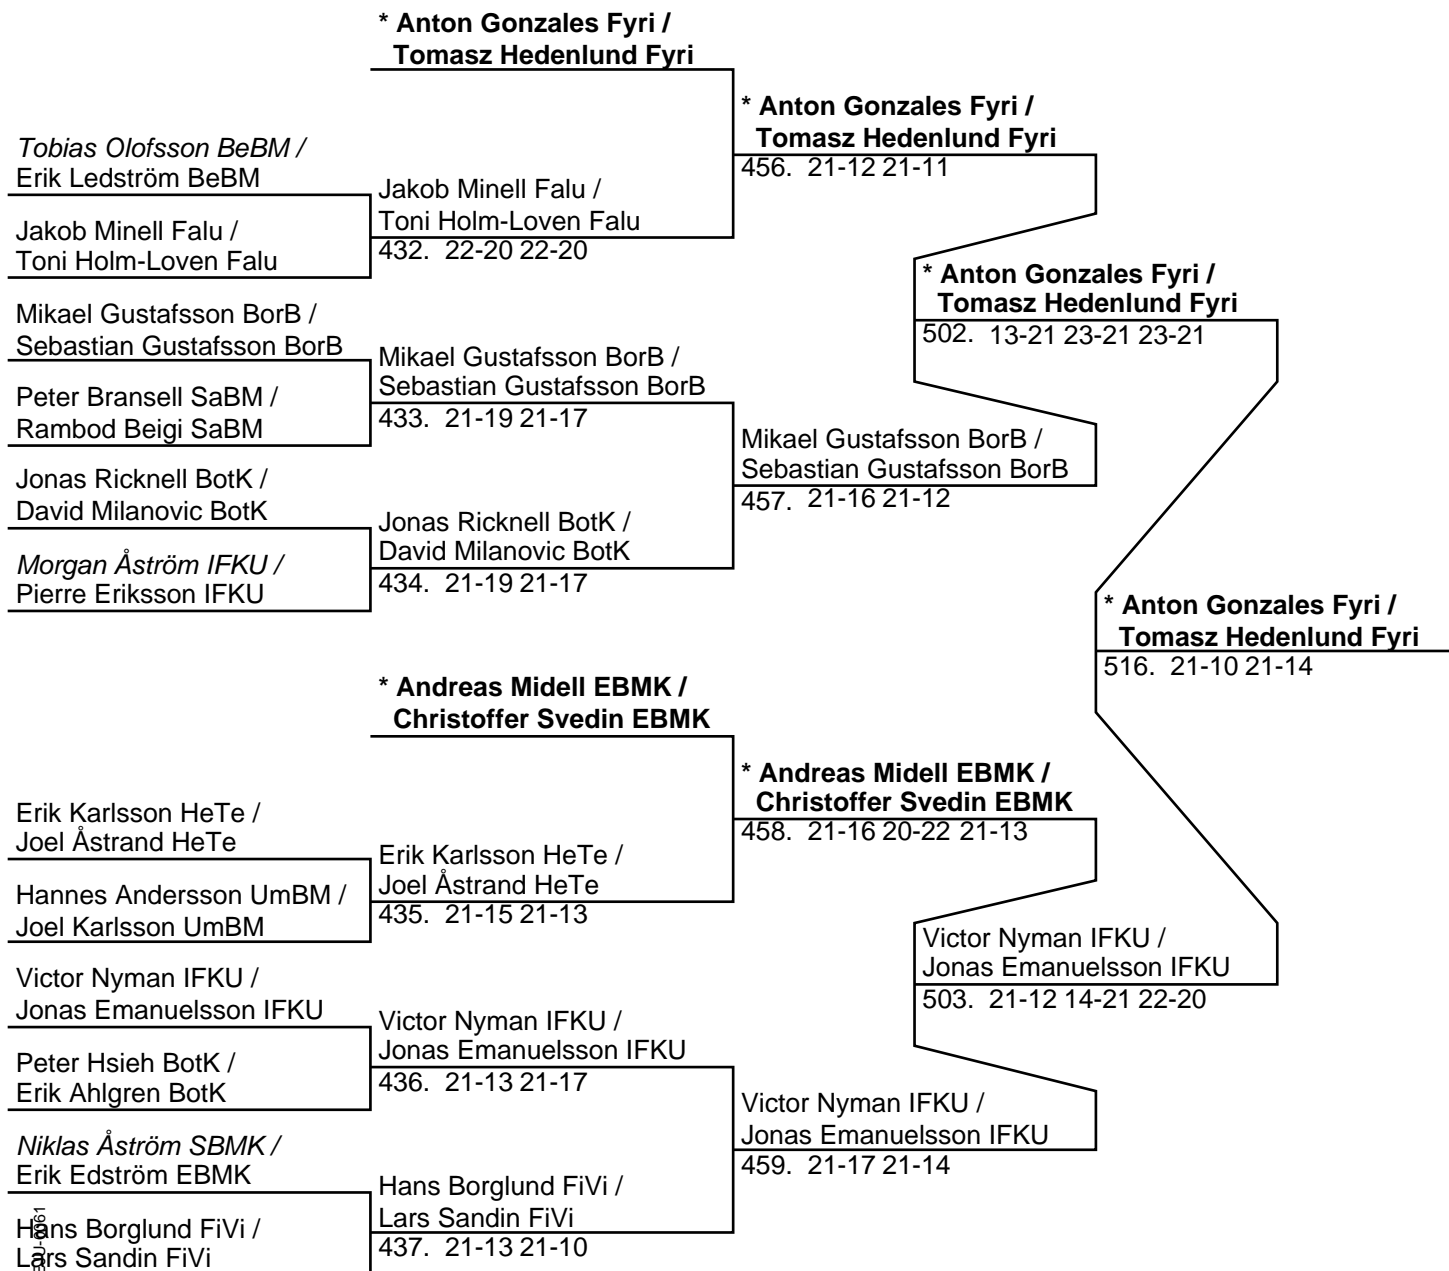 * Anton Gonzales Fyri /
Tomasz Hedenlund Fyri
Tobias Olofsson BeBM /
Erik Ledström BeBM
Jakob Minell Falu /
Toni Holm-Loven Falu
Mikael Gustafsson BorB /
Sebastian Gustafsson BorB
Peter Bransell SaBM /
Rambod Beigi SaBM
Jonas Ricknell BotK /
David Milanovic BotK
Morgan Åström IFKU /
Pierre Eriksson IFKU
* Andreas Midell EBMK /
Christoffer Svedin EBMK
Erik Karlsson HeTe /
Joel Åstrand HeTe
Hannes Andersson UmBM /
Joel Karlsson UmBM
Victor Nyman IFKU /
Jonas Emanuelsson IFKU
Peter Hsieh BotK /
Erik Ahlgren BotK
Niklas Åström SBMK /
Erik Edström EBMK
Hans Borglund FiVi /
Lars Sandin FiVi
Jakob Minell Falu /
Toni Holm-Loven Falu
432. 22-20 22-20
Mikael Gustafsson BorB /
Sebastian Gustafsson BorB
433. 21-19 21-17
Jonas Ricknell BotK /
David Milanovic BotK
434. 21-19 21-17
Erik Karlsson HeTe /
Joel Åstrand HeTe
435. 21-15 21-13
Victor Nyman IFKU /
Jonas Emanuelsson IFKU
436. 21-13 21-17
Hans Borglund FiVi /
Lars Sandin FiVi
437. 21-13 21-10
* Anton Gonzales Fyri /
Tomasz Hedenlund Fyri
456. 21-12 21-11
Mikael Gustafsson BorB /
Sebastian Gustafsson BorB
457. 21-16 21-12
* Andreas Midell EBMK /
Christoffer Svedin EBMK
458. 21-16 20-22 21-13
Victor Nyman IFKU /
Jonas Emanuelsson IFKU
459. 21-17 21-14
* Anton Gonzales Fyri /
Tomasz Hedenlund Fyri
502. 13-21 23-21 23-21
Victor Nyman IFKU /
Jonas Emanuelsson IFKU
503. 21-12 14-21 22-20
* Anton Gonzales Fyri /
Tomasz Hedenlund Fyri
516. 21-10 21-14